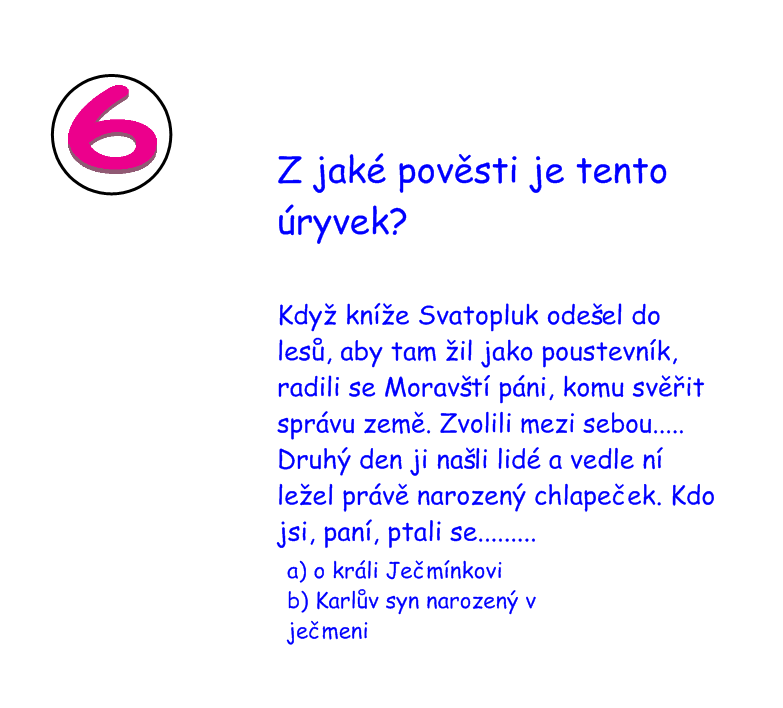 6
Z jaké pověsti je tento
úryvek?
Když kníže Svatopluk odešel do
lesů, aby tam žil jako poustevník,
radili se Moravští páni, komu svěřit
správu země. Zvolili mezi sebou.....
Druhý den ji našli lidé a vedle ní
ležel právě narozený chlapeček. Kdo
jsi, paní, ptali se.........
a) o králi Ječmínkovi
b) Karlův syn narozený v
ječmeni